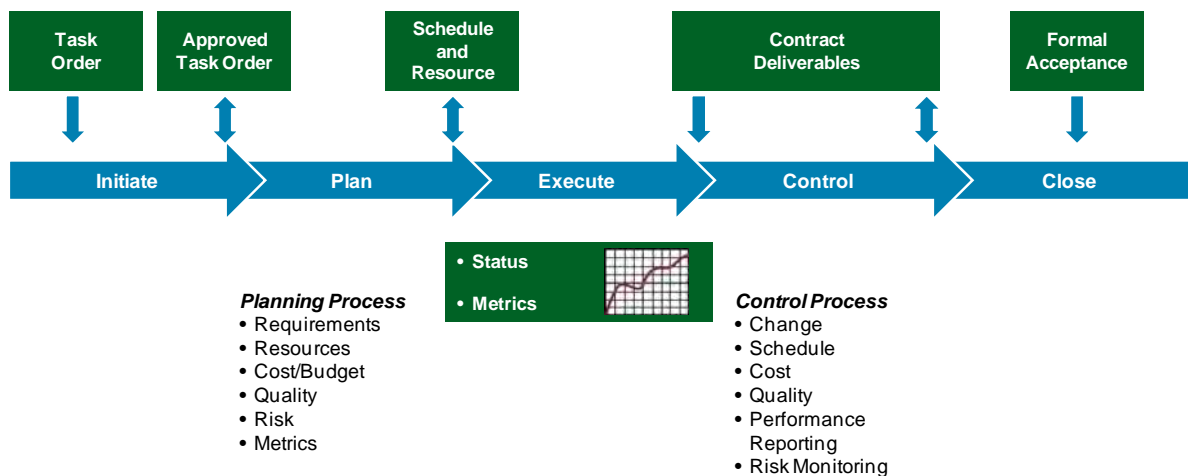 Task
Order
Approved
Task Order
Schedule
and
Resource
Contract
Deliverables
Formal
Acceptance
Initiate
Plan
Execute
Control
Close
• Status
• Metrics
Planning Process
• Requirements
• Resources
• Cost/Budget
• Quality
• Risk
• Metrics
Control Process
• Change
• Schedule
• Cost
• Quality
• Performance
Reporting
• Risk Monitoring